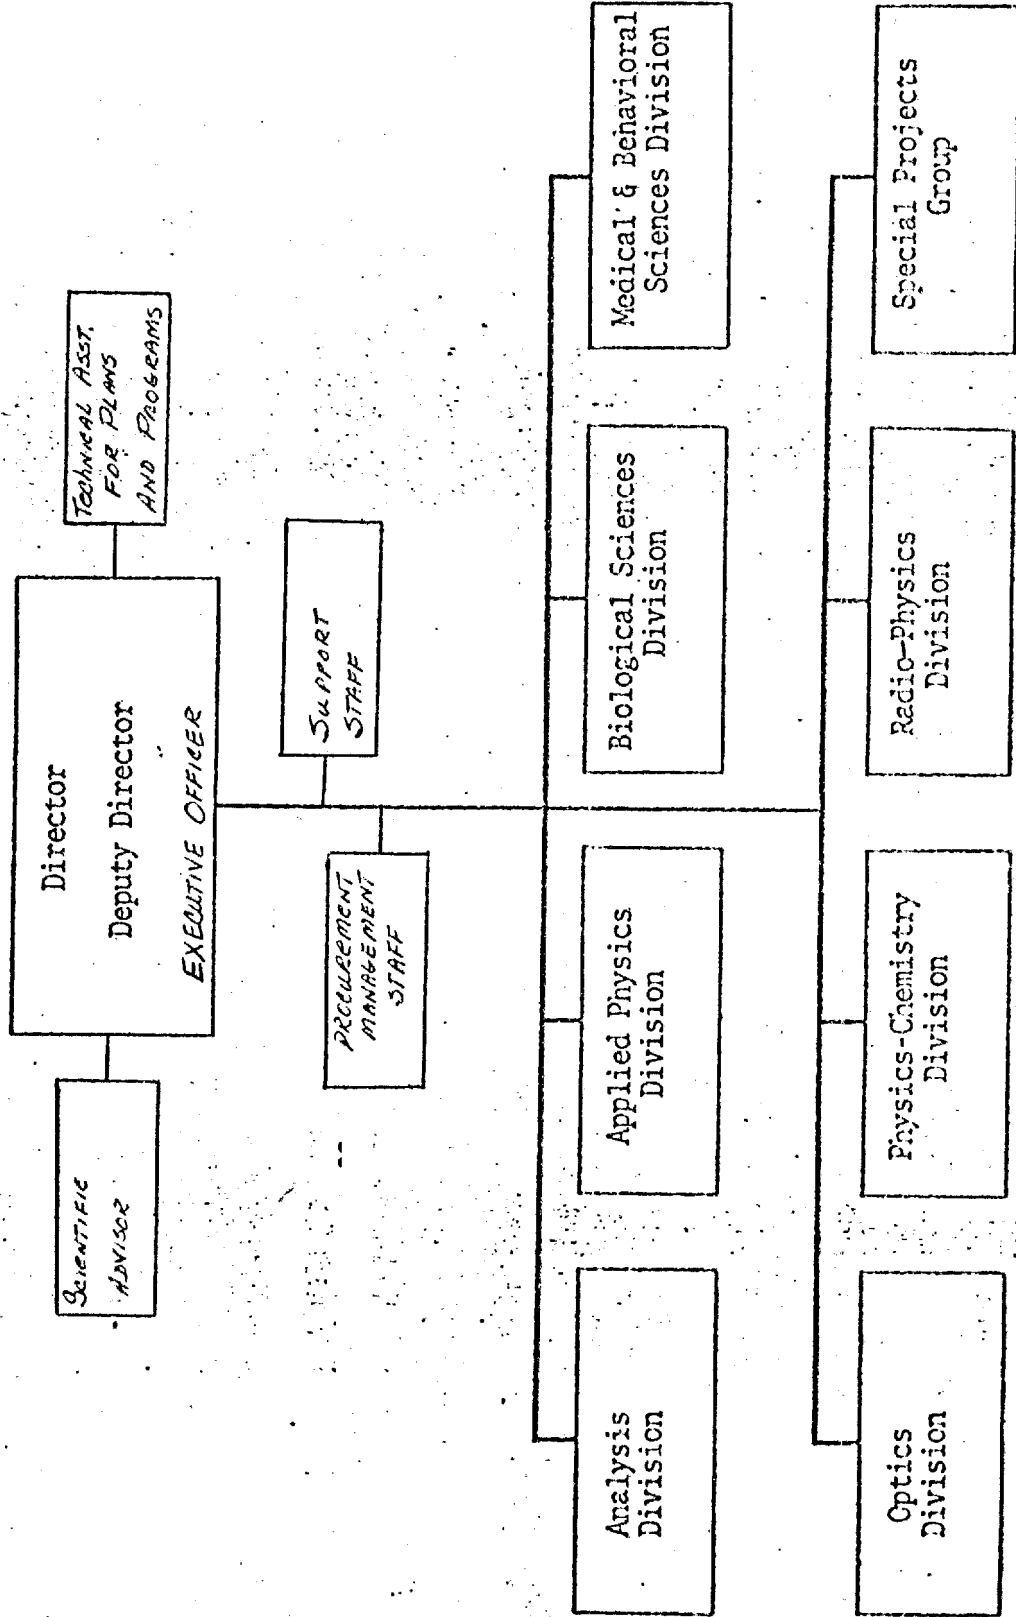 Director
Deputy Director
EXECUTIVE OFFICER
SCIENTIFIC
ADVISOR
TECHNICAL ASST.
FOR PLANS
AND PROGRAMS
SUPPORT
STAFF
PROCUREMENT
MANAGEMENT
STAFF
Analysis
Division
Applied Physics
Division
Biological Sciences
Division
Medical & Behavioral
Sciences Division
Optics
Division
Physics-Chemistry
Division
Radio-Physics
Division
Special Projects
Group